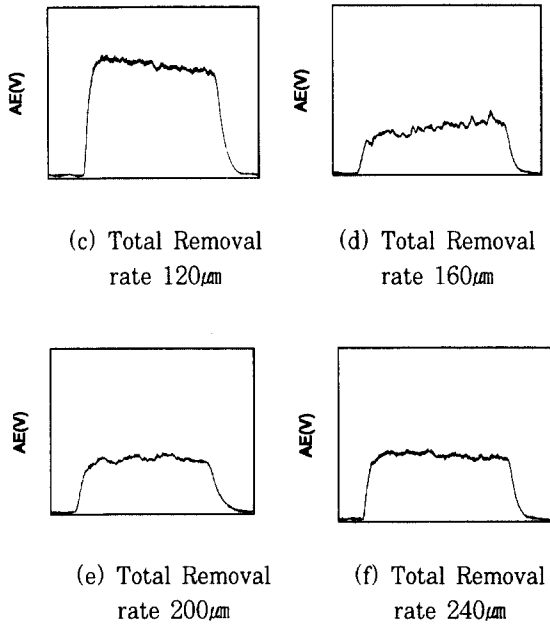 AE(V)
AE(V)
(c) Total Removal
rate 120㎛
(d) Total Removal
rate 160㎛
AE(V)
AE(V)
(e) Total Removal
rate 200㎛
(f) Total Removal
rate 240㎛